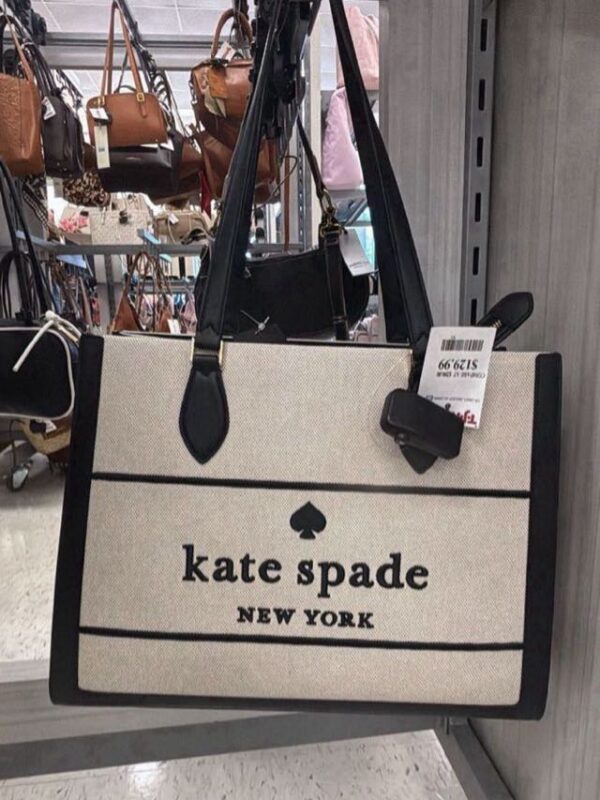 $129.99
kate spade
NEW YORK